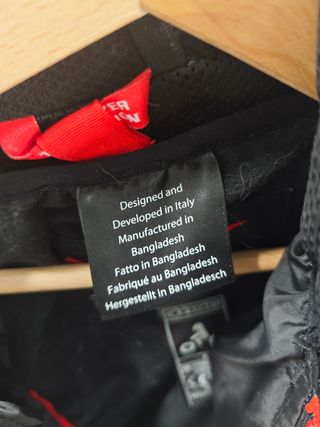 Designed and
Developed in Italy
Manufactured in
Bangladesh
Fatto in Bangladesh
Fabriqué au Bangladesh
Hergestellt in Bangladesch